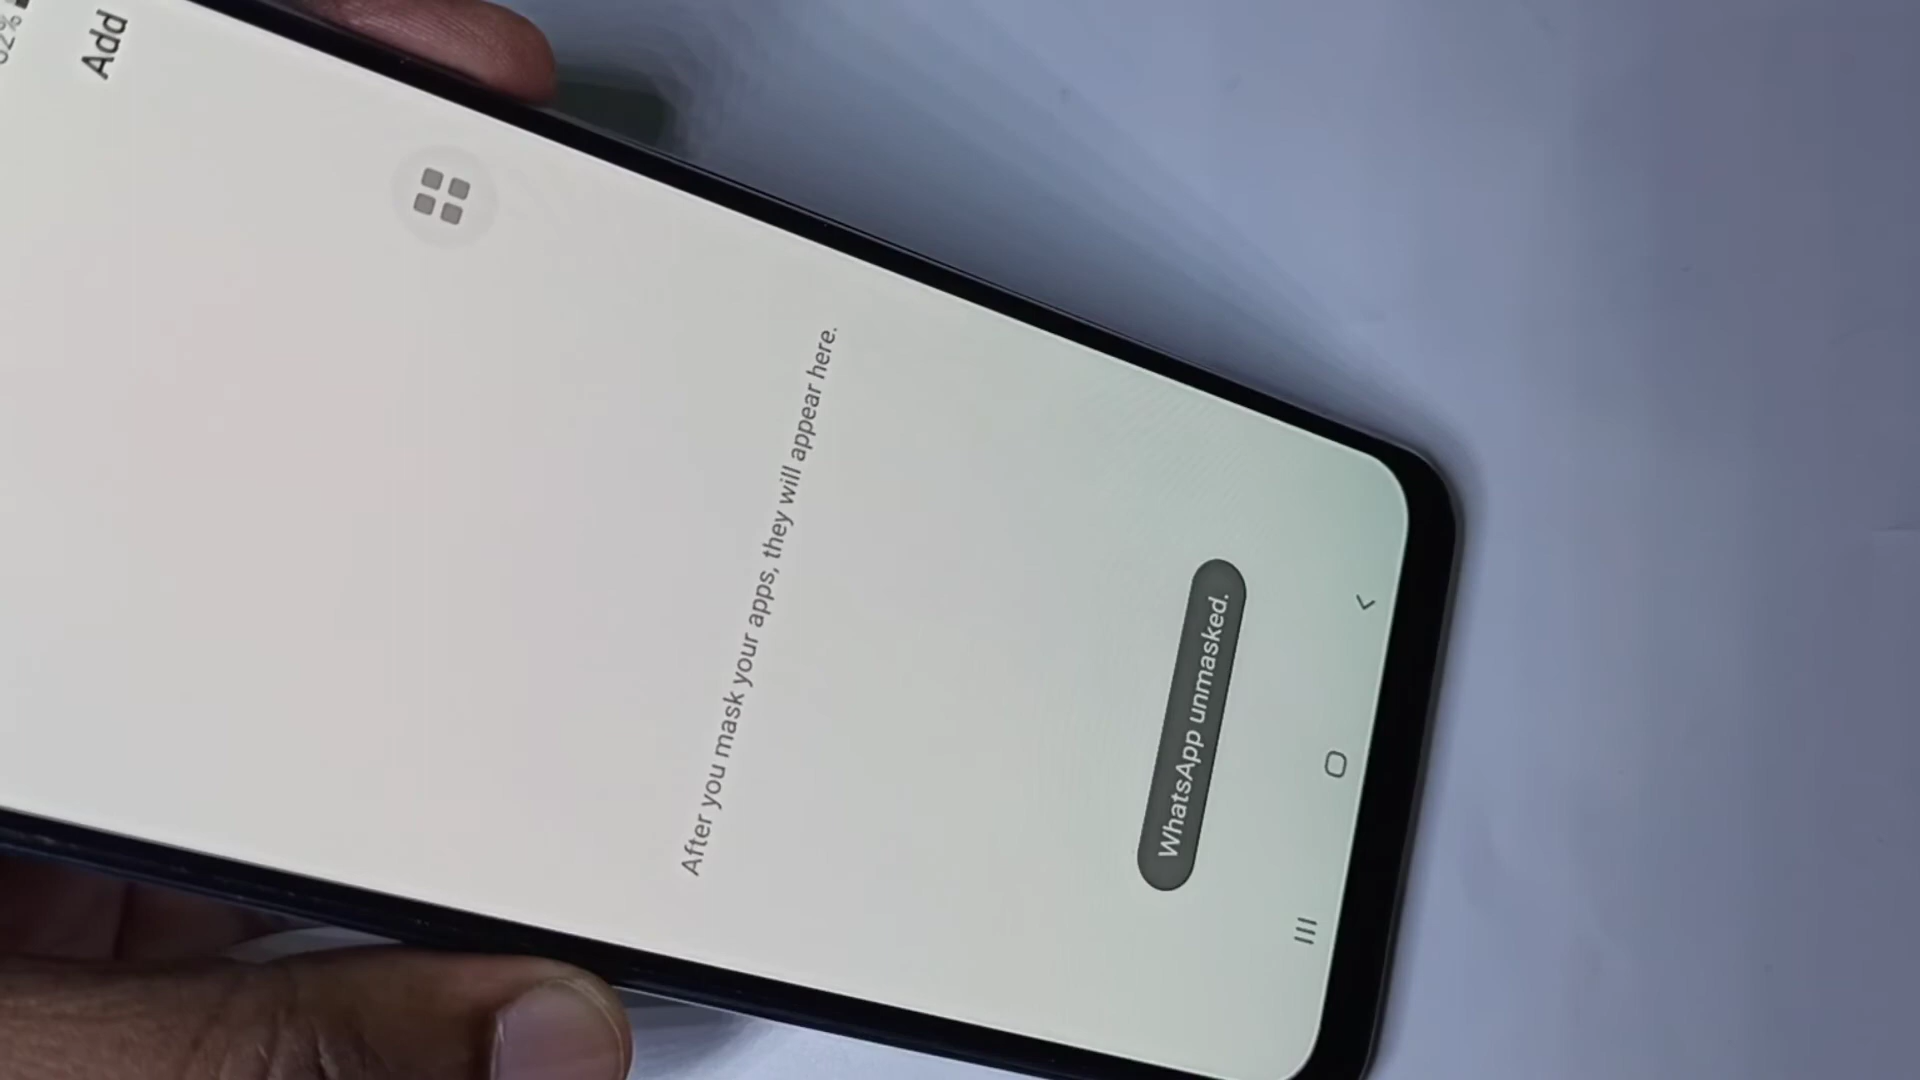 Add
After you mask your apps, they will appear here.
WhatsApp unmasked.